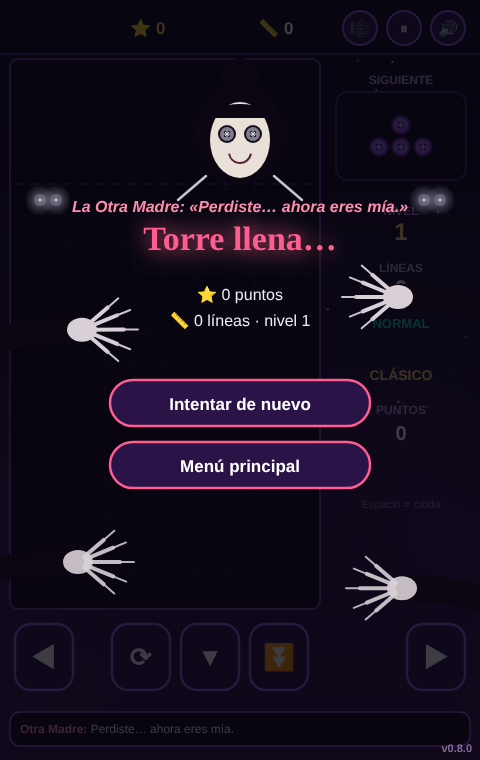 0
0
SIGUIENTE
La Otra Madre: «Perdiste… ahora eres mía.»
NIVEL
1
Torre llena…
LÍNEAS
0 puntos
0 líneas · nivel 1
NORMAL
CLÁSICO
Intentar de nuevo
PUNTOS
0
Menú principal
Espacio = caída
Otra Madre: Perdiste… ahora eres mía.
v0.8.0